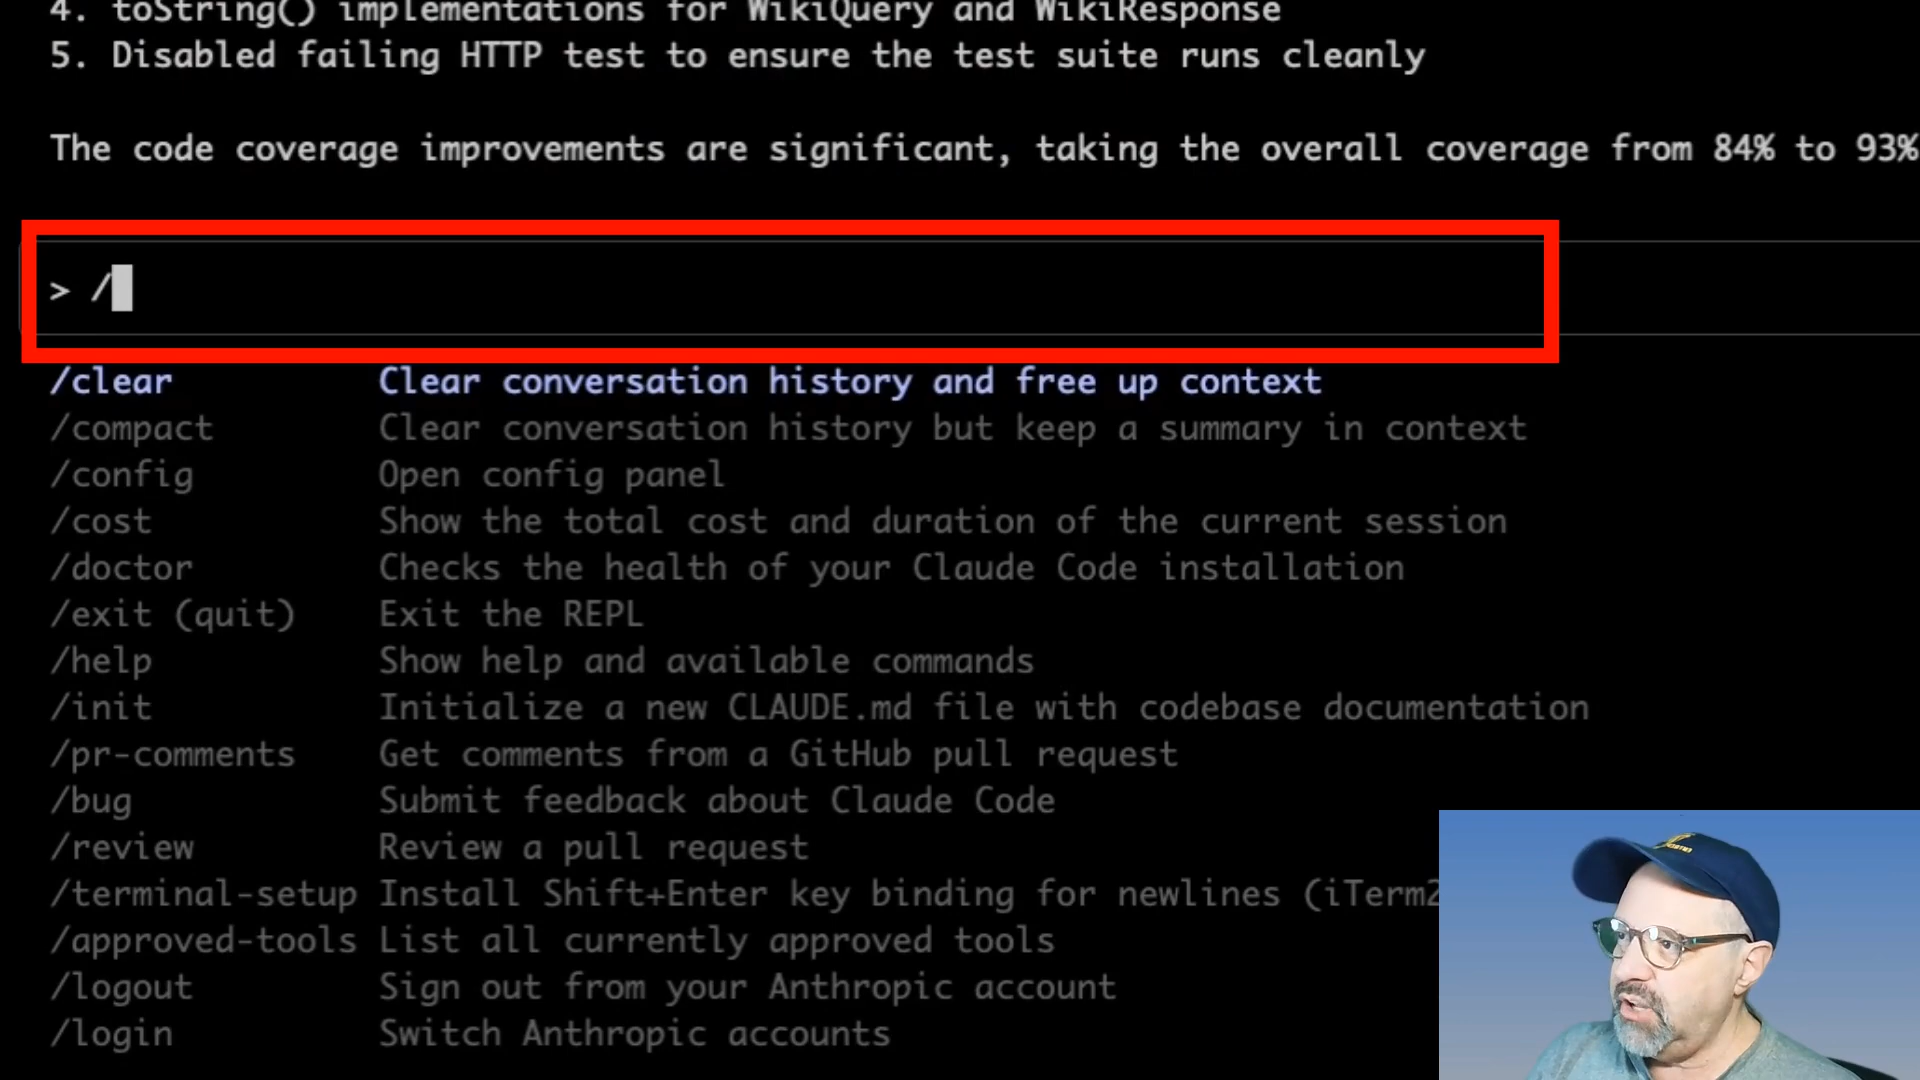 4. toString() implementations for WikiQuery and WikiResponse
5. Disabled failing HTTP test to ensure the test suite runs cleanly
The code coverage improvements are significant, taking the overall coverage from 84% to 93%
> /
/clear Clear conversation history and free up context
/compact Clear conversation history but keep a summary in context
/config Open config panel
/cost Show the total cost and duration of the current session
/doctor Checks the health of your Claude Code installation
/exit (quit) Exit the REPL
/help Show help and available commands
/init Initialize a new CLAUDE.md file with codebase documentation
/pr-comments Get comments from a GitHub pull request
/bug Submit feedback about Claude Code
/review Review a pull request
/terminal-setup Install Shift+Enter key binding for newlines (iTerm2
/approved-tools List all currently approved tools
/logout Sign out from your Anthropic account
/login Switch Anthropic accounts